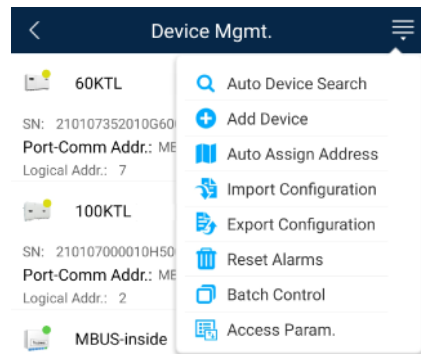 Device Mgmt.
60KTL
SN: 210107352010G60
Port-Comm Addr.: ME
Logical Addr.: 7
100KTL
SN: 210107000010H50
Port-Comm Addr.: ME
Logical Addr.: 2
MBUS-inside
Auto Device Search
Add Device
Auto Assign Address
Import Configuration
Export Configuration
Reset Alarms
Batch Control
Access Param.